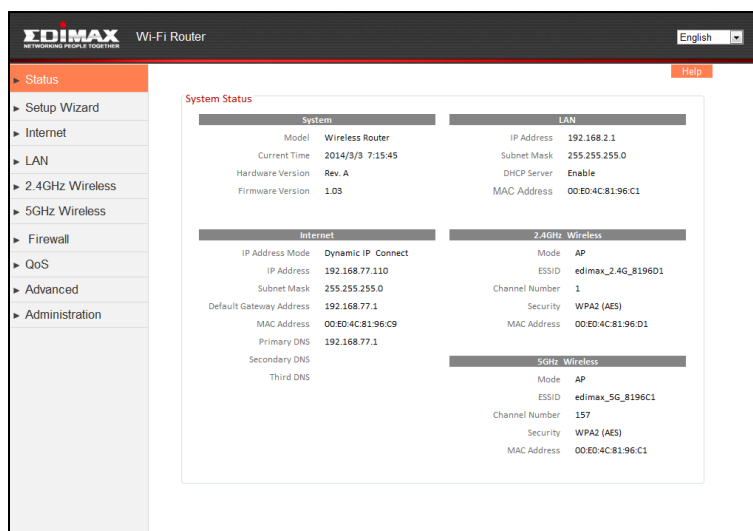 EDIMAX
NETWORKING PEOPLE TOGETHER
Wi-Fi Router
English
Help
Status
Setup Wizard
Internet
LAN
2.4GHz Wireless
5GHz Wireless
Firewall
QoS
Advanced
Administration
System Status
System
Model Wireless Router
Current Time 2014/3/3 7:15:45
Hardware Version Rev. A
Firmware Version 1.03
LAN
IP Address 192.168.2.1
Subnet Mask 255.255.255.0
DHCP Server Enable
MAC Address 00:E0:4C:81:96:C1
Internet
IP Address Mode Dynamic IP Connect
IP Address 192.168.77.110
Subnet Mask 255.255.255.0
Default Gateway Address 192.168.77.1
MAC Address 00:E0:4C:81:96:C9
Primary DNS 192.168.77.1
Secondary DNS
Third DNS
2.4GHz Wireless
Mode AP
ESSID edimax_2.4G_8196D1
Channel Number 1
Security WPA2 (AES)
MAC Address 00:E0:4C:81:96:D1
5GHz Wireless
Mode AP
ESSID edimax_5G_8196C1
Channel Number 157
Security WPA2 (AES)
MAC Address 00:E0:4C:81:96:C1